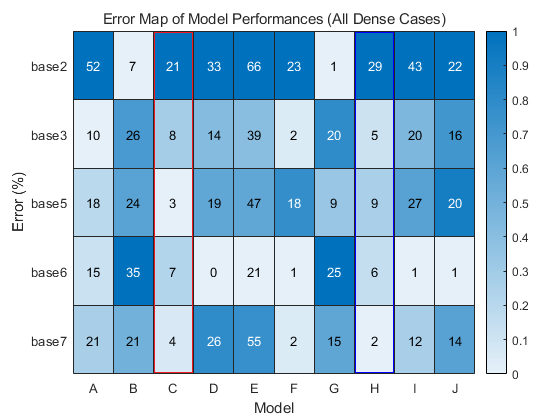 Error Map of Model Performances (All Dense Cases)
base2 52 7 21 33 66 23 1 29 43 22
base3 10 26 8 14 39 2 20 5 20 16
base5 18 24 3 19 47 18 9 9 27 20
base6 15 35 7 0 21 1 25 6 1 1
base7 21 21 4 26 55 2 15 2 12 14
A B C D E F G H I J
Model
Error (%)
1
0.9
0.8
0.7
0.6
0.5
0.4
0.3
0.2
0.1
0